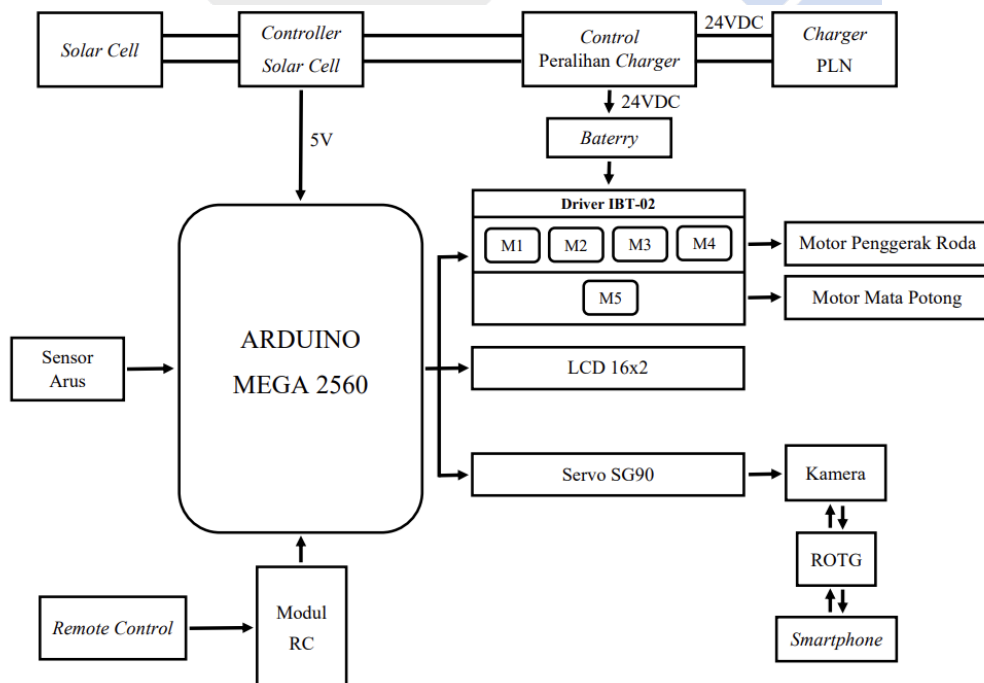 Solar Cell
Controller
Solar Cell
Control
Peralihan Charger
24VDC
Charger
PLN
5V
24VDC
Baterry
Driver IBT-02
M1
M2
M3
M4
Motor Penggerak Roda
M5
Motor Mata Potong
ARDUINO
MEGA 2560
Sensor
Arus
LCD 16x2
Servo SG90
Kamera
ROTG
Remote Control
Modul
RC
Smartphone